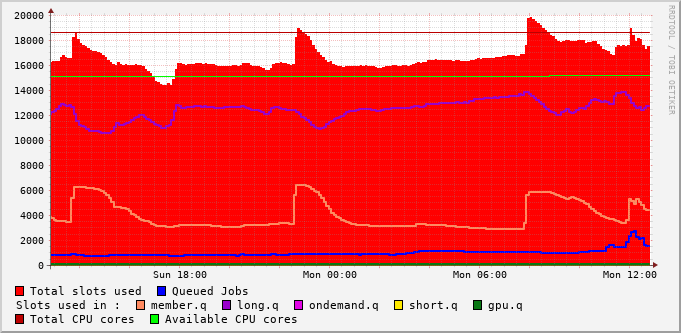 RRDTOOL / TOBI OETIKER
20000
18000
16000
14000
12000
10000
8000
6000
4000
2000
0
Sun 18:00 Mon 00:00 Mon 06:00 Mon 12:00
Total slots used Queued Jobs
Slots used in : member.q long.q ondemand.q short.q gpu.q
Total CPU cores Available CPU cores